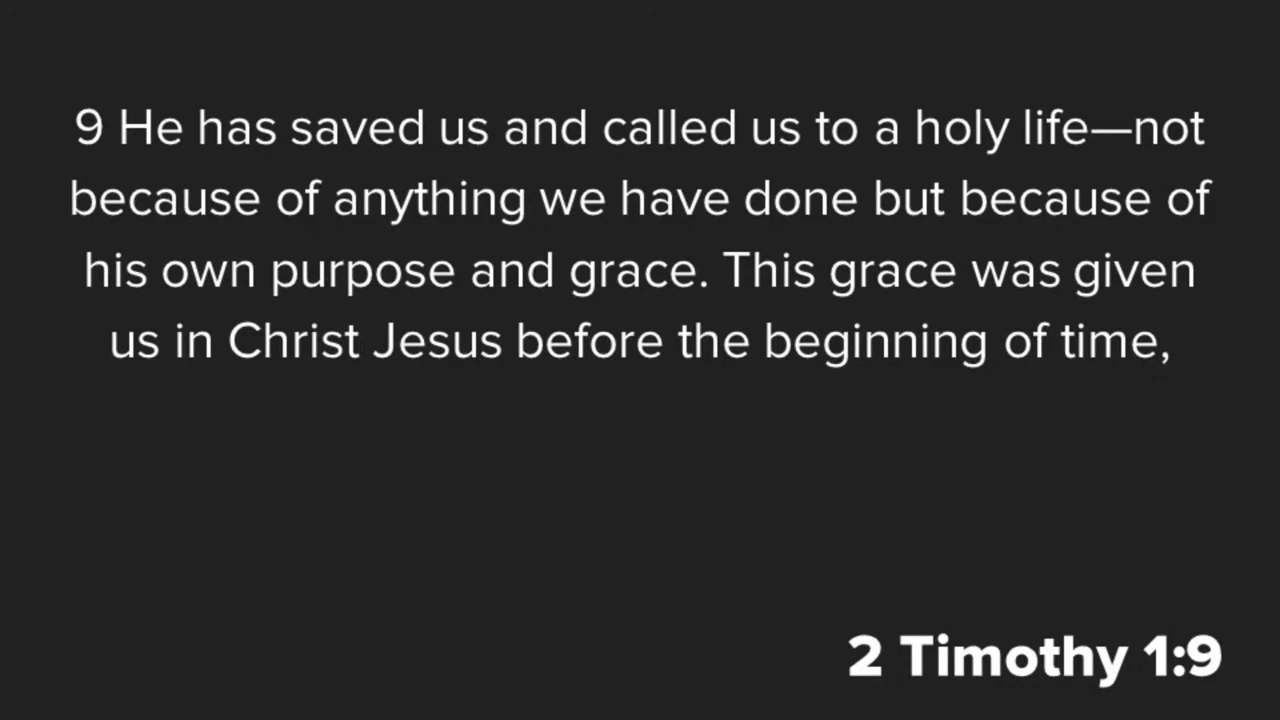 9 He has saved us and called us to a holy life—not
because of anything we have done but because of
his own purpose and grace. This grace was given
us in Christ Jesus before the beginning of time,
2 Timothy 1:9